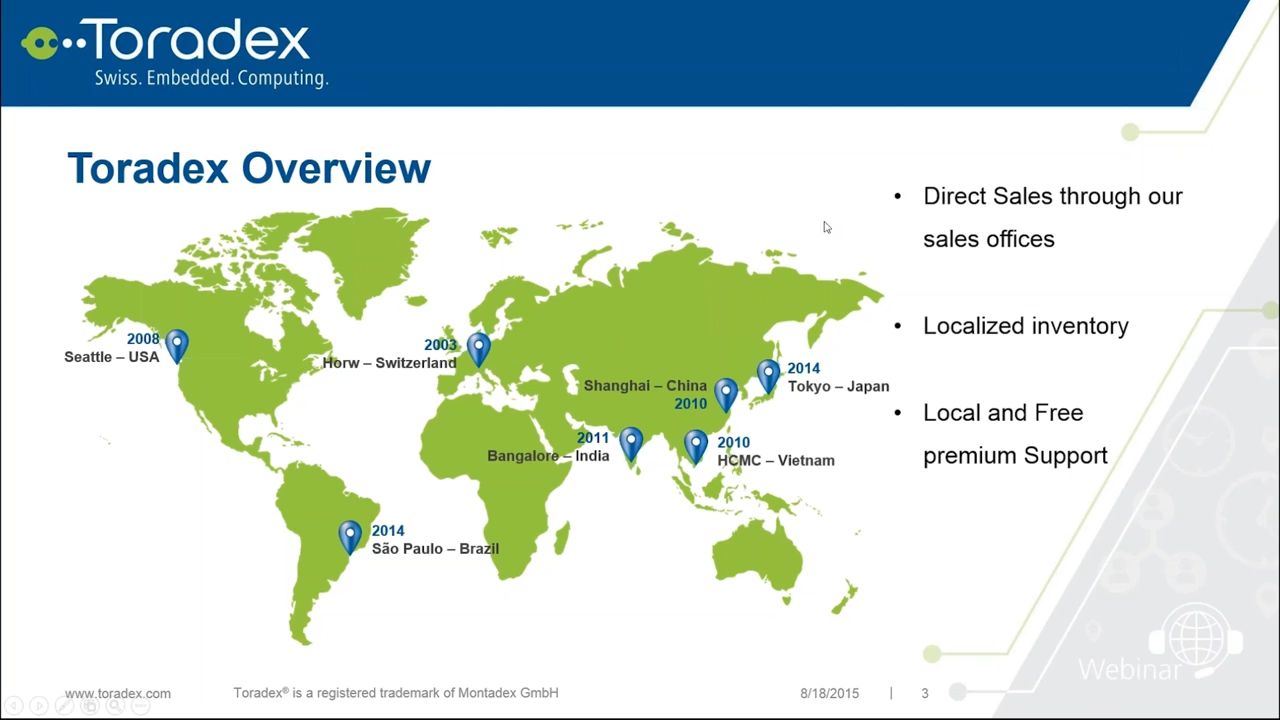 Toradex
Swiss. Embedded. Computing.
Toradex Overview
2008
Seattle – USA
2003
Horw – Switzerland
Shanghai – China
2010
2014
Tokyo – Japan
2011
Bangalore – India
2010
HCMC – Vietnam
2014
São Paulo – Brazil
• Direct Sales through our
sales offices
• Localized inventory
• Local and Free
premium Support
Webinar
www.toradex.com
Toradex® is a registered trademark of Montadex GmbH
8/18/2015 | 3